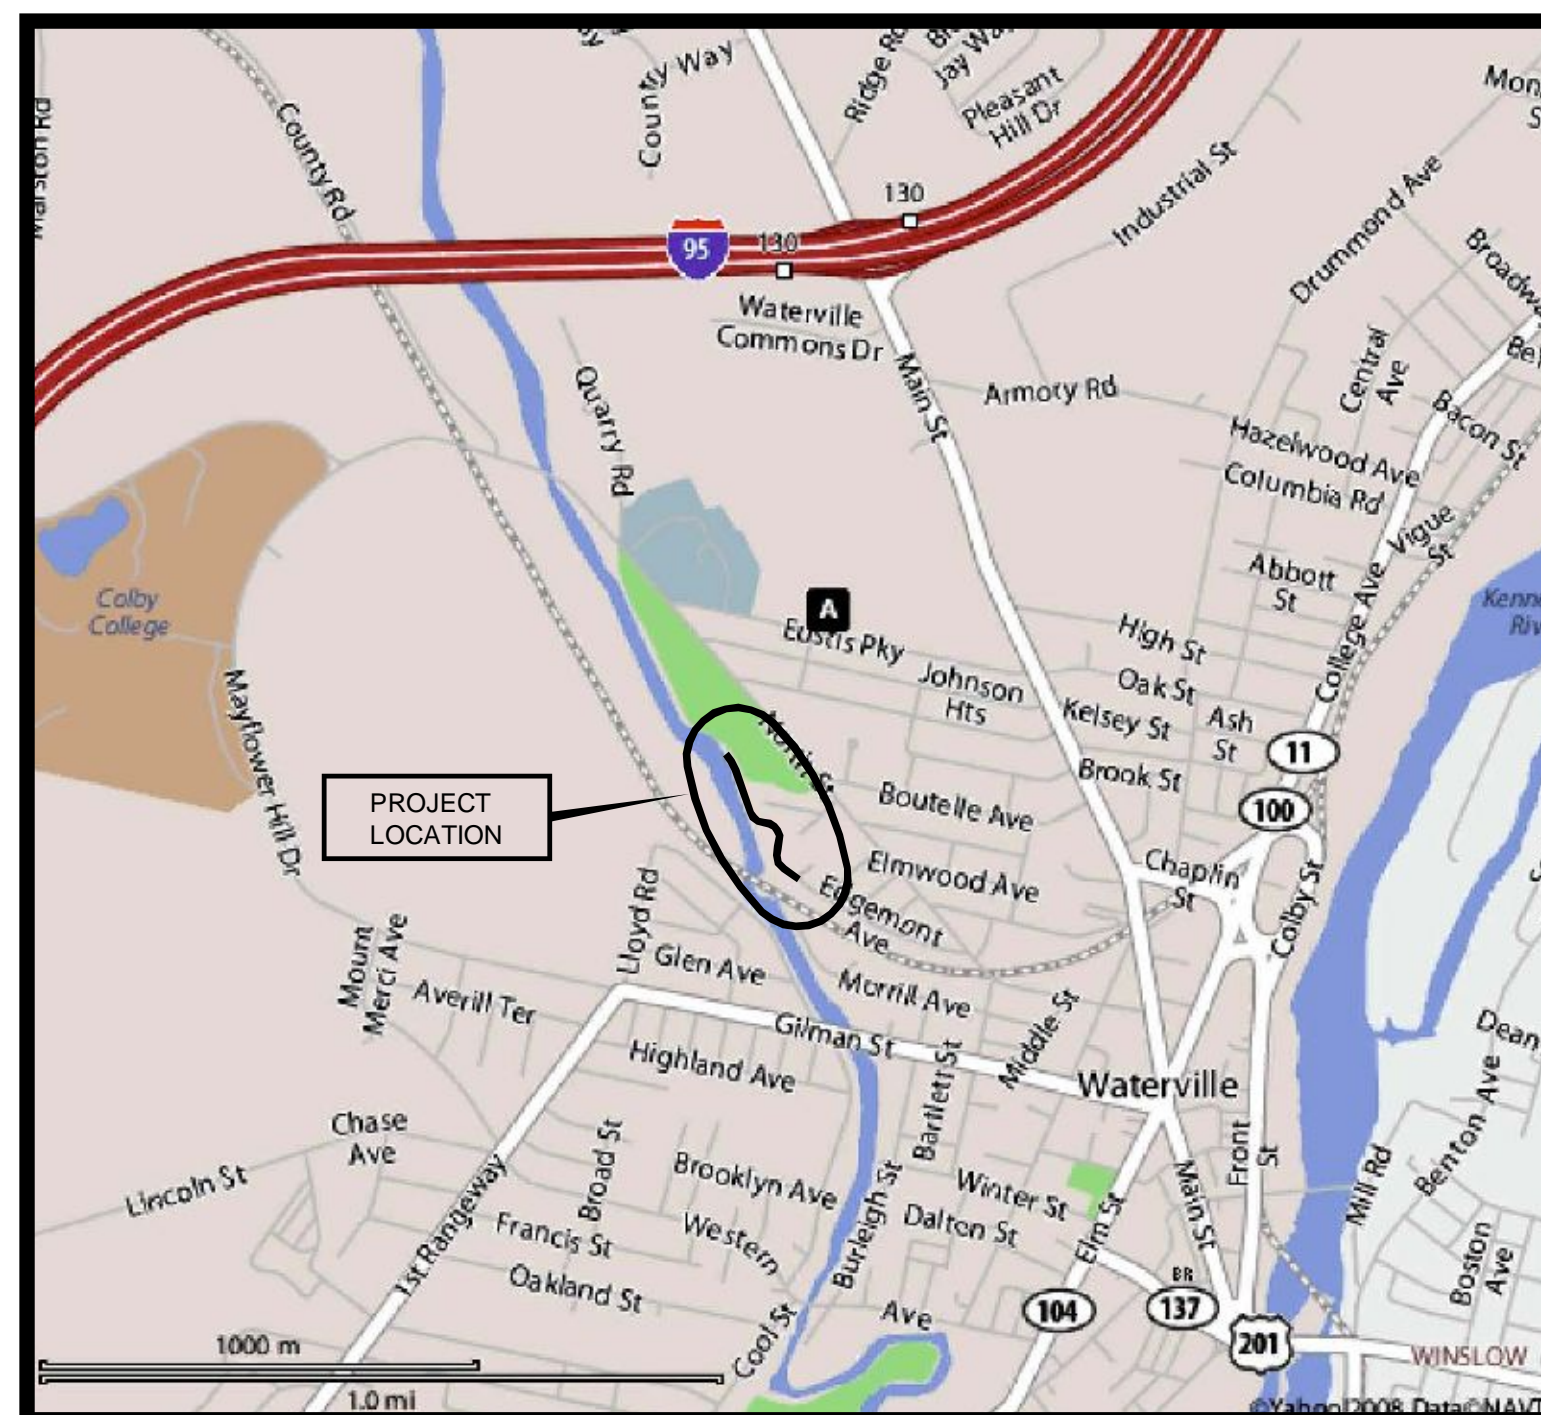 County Way
Ridge Rd
Jay Way
Pleasant
Hill Dr
Marston Rd
County Rd
130
Industrial St
Drummond Ave
95
130
Waterville
Commons Dr
Main St
Armory Rd
Central
Ave
Bacon St
Quarry Rd
Hazelwood Ave
Columbia Rd
Vigue
St
Abbott
St
Colby
College
A
Eustis Pky
High St
College Ave
Johnson
Hts
Oak St
Kelsey St
Ash
St
Mayflower Hill Dr
North St
11
Brook St
100
PROJECT
LOCATION
Boutelle Ave
Elmwood Ave
Chaplin
St
Colby St
Edgemont
Ave
Lloyd Rd
Glen Ave
Mount
Merci Ave
Averill Ter
Morrill Ave
Gilman St
Middle St
Highland Ave
Bartlett St
Waterville
Benton Ave
Chase
Ave
Broad St
Front
St
Mill Rd
Lincoln St
Brooklyn Ave
Winter St
Main St
1st Rangeway
Francis St
Western
Burleigh St
Dalton St
Elm St
Boston
Ave
Oakland St
BR
137
104
Ave
Cool St
201
WINSLOW
1000 m
1.0 mi